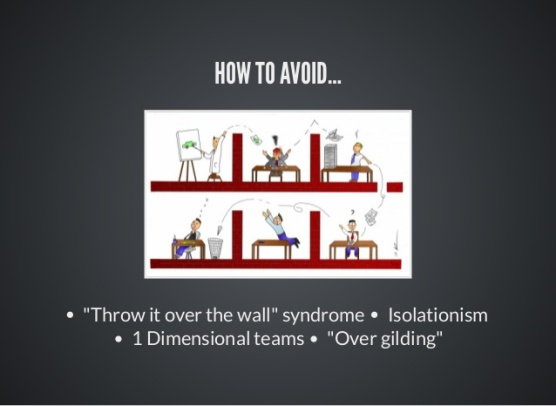 HOW TO AVOID...
• "Throw it over the wall" syndrome • Isolationism
• 1 Dimensional teams • "Over gilding"